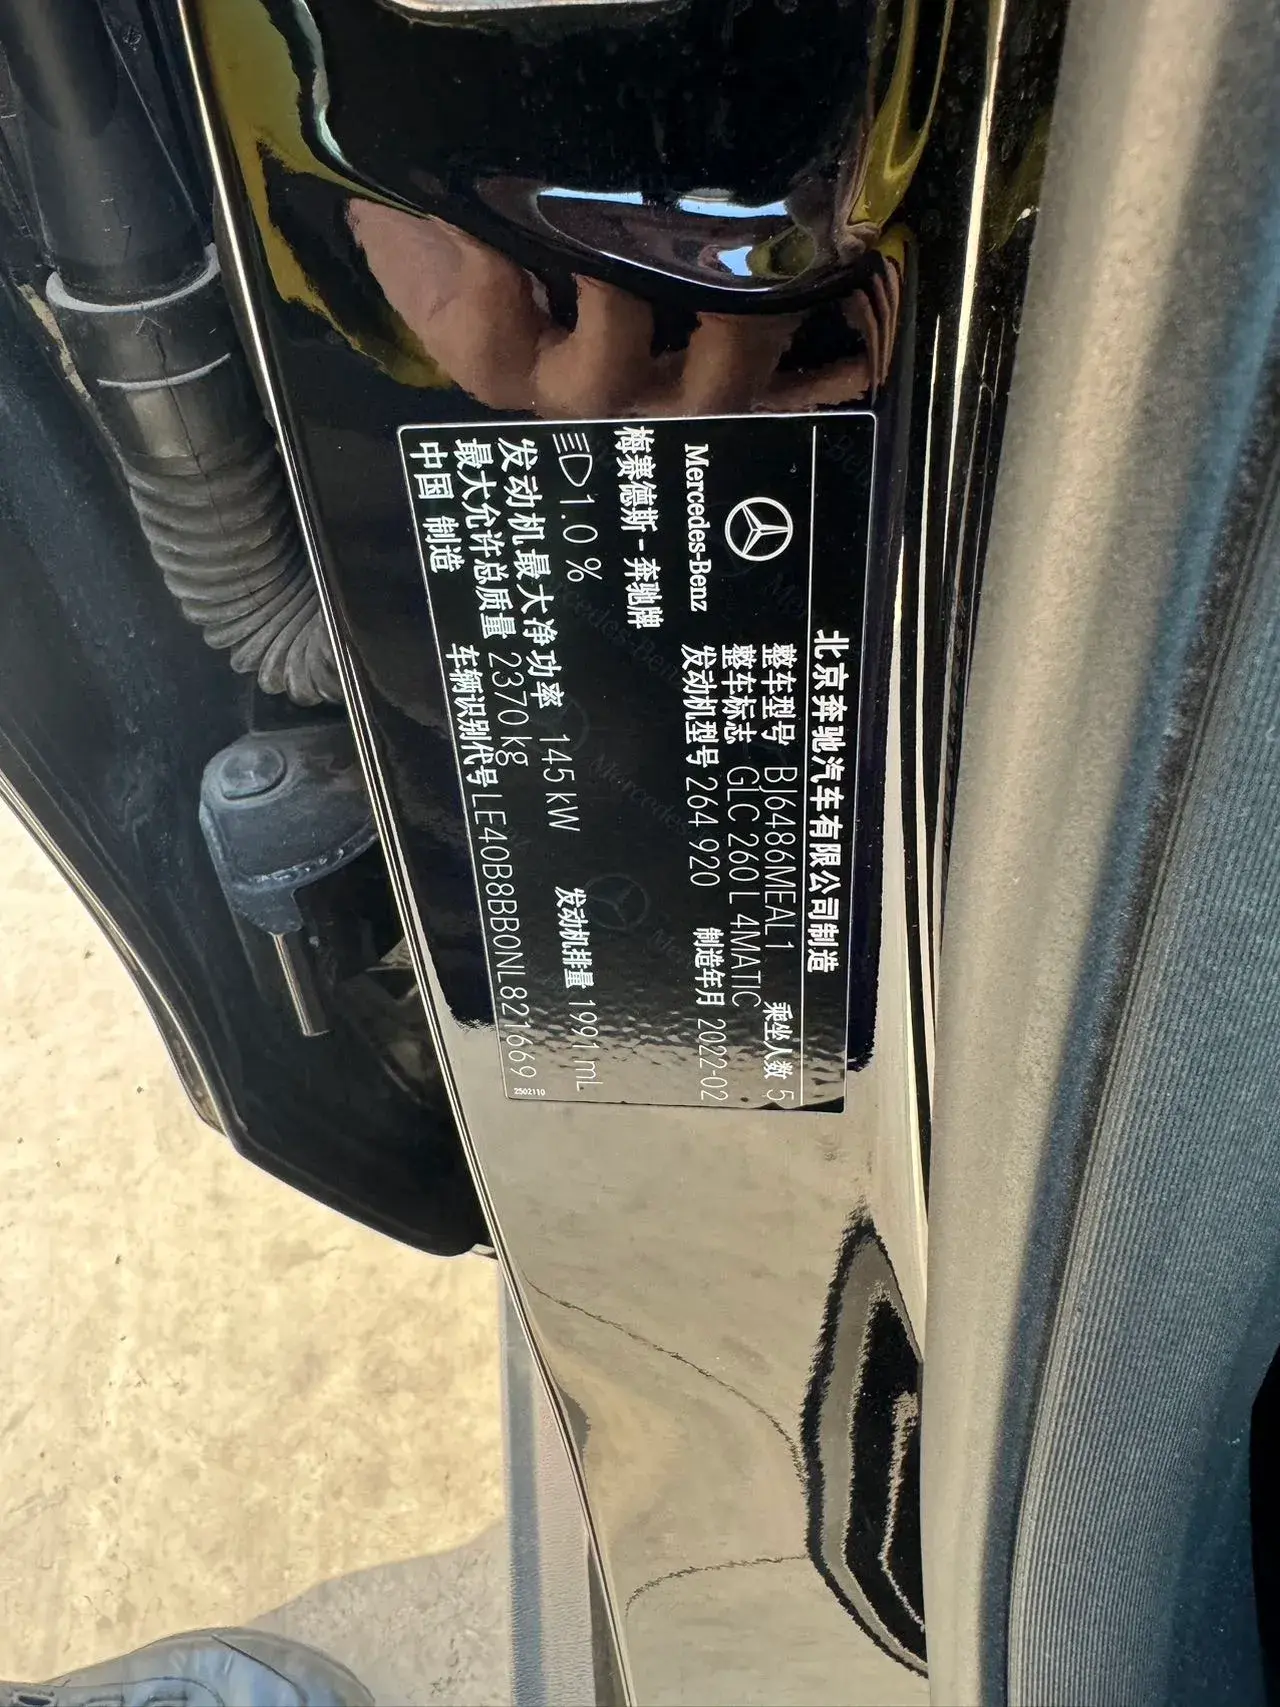 北京奔驰汽车有限公司制造
整车型号 BJ6486MEAL1 乘坐人数 5
整车标志 GLC 260 L 4MATIC
Mercedes-Benz 发动机型号 264 920 制造年月 2022-02
梅赛德斯-奔驰牌
1.0 % 发动机排量 1991 mL
发动机最大净功率 145 kW
最大允许总质量 2370 kg
中国 制造 车辆识别代号 LE40B8BB0NL821669
2502110